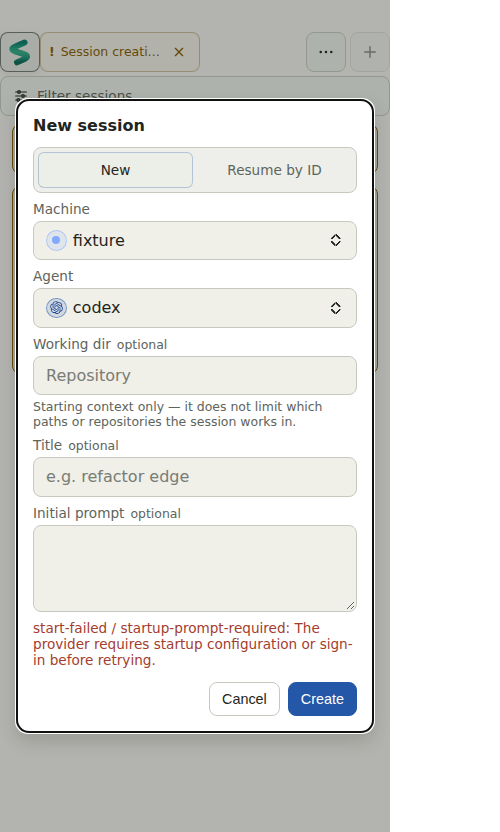 ! Session creati...
...
Filter sessions
New session
New
Resume by ID
Machine
fixture
Agent
codex
Working dir optional
Repository
Starting context only — it does not limit which
paths or repositories the session works in.
Title optional
e.g. refactor edge
Initial prompt optional
start-failed / startup-prompt-required: The
provider requires startup configuration or sign-
in before retrying.
Cancel
Create